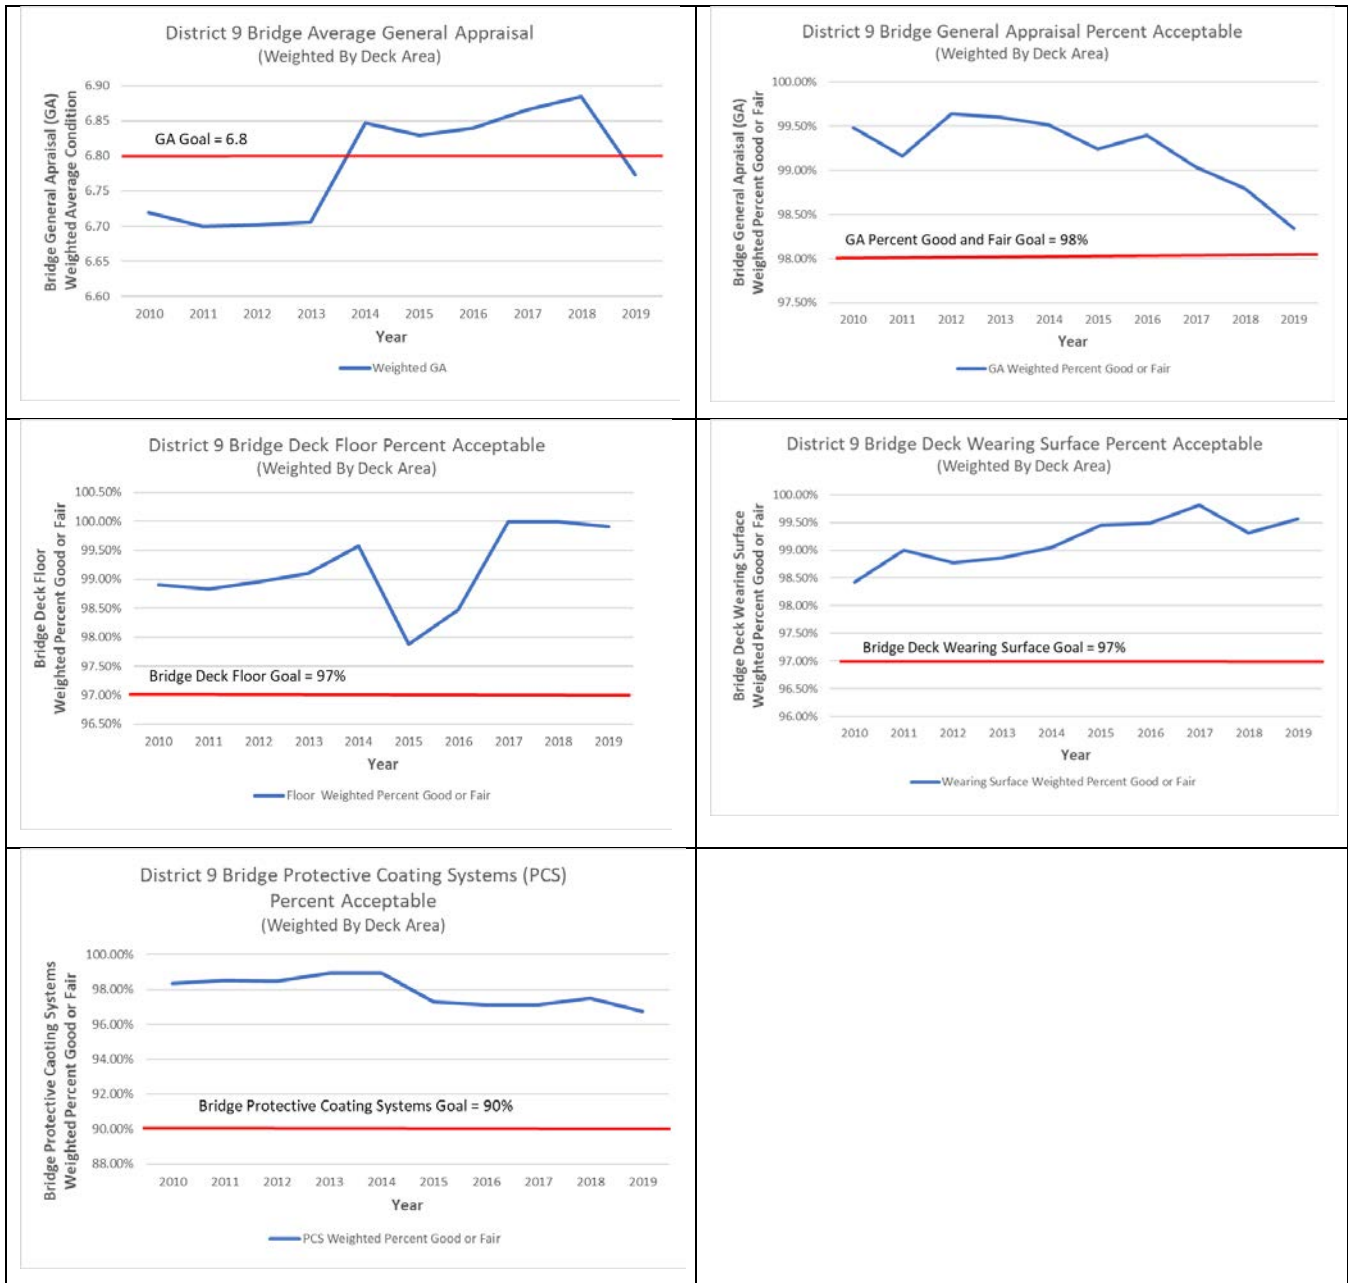 District 9 Bridge Average General Appraisal
(Weighted By Deck Area)
Bridge General Appraisal (GA)
Weighted Average Condition
6.90
6.85
6.80
6.75
6.70
6.65
6.60
GA Goal = 6.8
2010 2011 2012 2013 2014 2015 2016 2017 2018 2019
Year
Weighted GA
District 9 Bridge General Appraisal Percent Acceptable
(Weighted By Deck Area)
Bridge General Appraisal (GA)
Weighted Percent Good or Fair
100.00%
99.50%
99.00%
98.50%
98.00%
97.50%
GA Percent Good and Fair Goal = 98%
2010 2011 2012 2013 2014 2015 2016 2017 2018 2019
Year
GA Weighted Percent Good or Fair
District 9 Bridge Deck Floor Percent Acceptable
(Weighted By Deck Area)
Bridge Deck Floor
Weighted Percent Good or Fair
100.50%
100.00%
99.50%
99.00%
98.50%
98.00%
97.50%
97.00%
96.50%
Bridge Deck Floor Goal = 97%
2010 2011 2012 2013 2014 2015 2016 2017 2018 2019
Year
Floor Weighted Percent Good or Fair
District 9 Bridge Deck Wearing Surface Percent Acceptable
(Weighted By Deck Area)
Bridge Deck Wearing Surface
Weighted Percent Good or Fair
100.00%
99.50%
99.00%
98.50%
98.00%
97.50%
97.00%
96.50%
96.00%
Bridge Deck Wearing Surface Goal = 97%
2010 2011 2012 2013 2014 2015 2016 2017 2018 2019
Year
Wearing Surface Weighted Percent Good or Fair
District 9 Bridge Protective Coating Systems (PCS)
Percent Acceptable
(Weighted By Deck Area)
Bridge Protective Caoting Systems
Weighted Percent Good or Fair
100.00%
98.00%
96.00%
94.00%
92.00%
90.00%
88.00%
Bridge Protective Coating Systems Goal = 90%
2010 2011 2012 2013 2014 2015 2016 2017 2018 2019
Year
PCS Weighted Percent Good or Fair